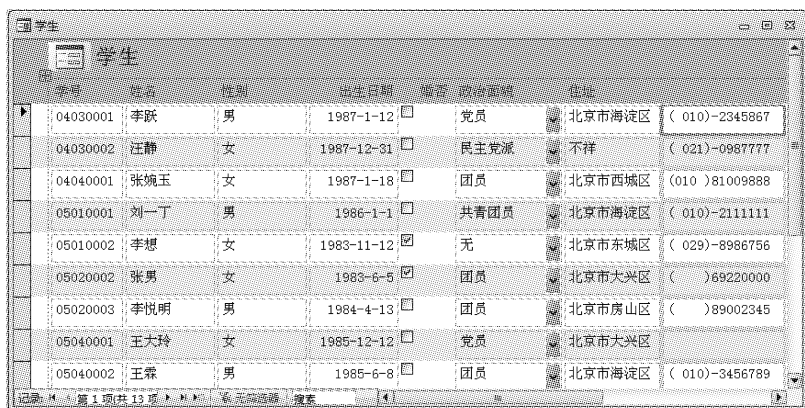 学生
学生
学号 姓名 性别 出生日期 婚否 政治面貌 住址
04030001 李跃 男 1987-1-12 党员 北京市海淀区 ( 010)-2345867
04030002 汪静 女 1987-12-31 民主党派 不祥 ( 021)-0987777
04040001 张婉玉 女 1987-1-18 团员 北京市西城区 (010 )81009888
05010001 刘一丁 男 1986-1-1 共青团员 北京市海淀区 ( 010)-2111111
05010002 李想 女 1983-11-12 无 北京市东城区 ( 029)-8986756
05020002 张男 女 1983-6-5 团员 北京市大兴区 ( )69220000
05020003 李悦明 男 1984-4-13 团员 北京市房山区 ( )89002345
05040001 王大玲 女 1985-12-12 党员 北京市大兴区
05040002 王霖 男 1985-6-8 团员 北京市海淀区 ( 010)-3456789
记录: 第 1 项(共 13 项 无筛选器 搜索